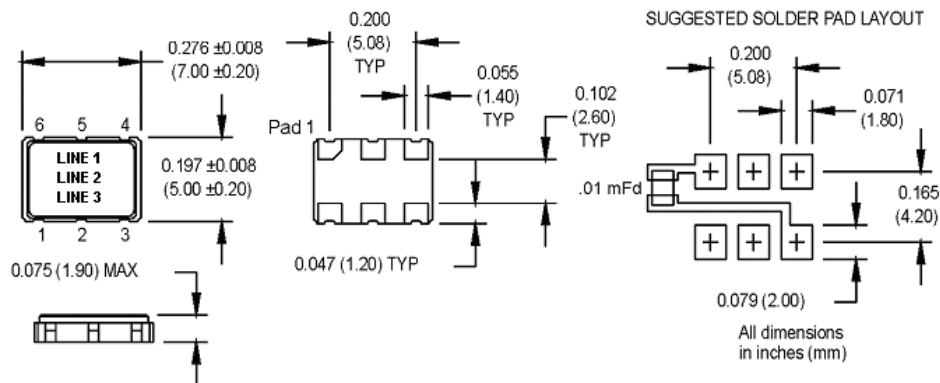 SUGGESTED SOLDER PAD LAYOUT
0.276 ±0.008
(7.00 ±0.20)
6 5 4
LINE 1
LINE 2
LINE 3
1 2 3
0.197 ±0.008
(5.00 ±0.20)
0.075 (1.90) MAX
0.200
(5.08)
TYP
0.055
(1.40)
TYP
0.102
(2.60)
TYP
Pad 1
0.047 (1.20) TYP
0.200
(5.08)
0.071
(1.80)
.01 mFd
0.165
(4.20)
0.079 (2.00)
All dimensions
in inches (mm)